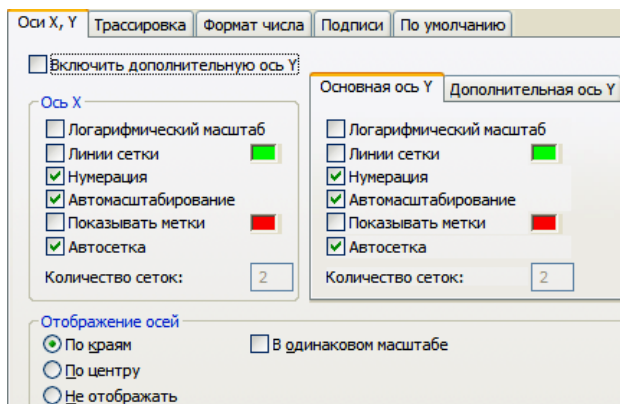 Оси X, Y Трассировка Формат числа Подписи По умолчанию
Включить дополнительную ось Y
Ось X
Логарифмический масштаб
Линии сетки
Нумерация
Автомасштабирование
Показывать метки
Автосетка
Количество сеток: 2
Основная ось Y Дополнительная ось Y
Логарифмический масштаб
Линии сетки
Нумерация
Автомасштабирование
Показывать метки
Автосетка
Количество сеток: 2
Отображение осей
По краям В одинаковом масштабе
По центру
Не отображать